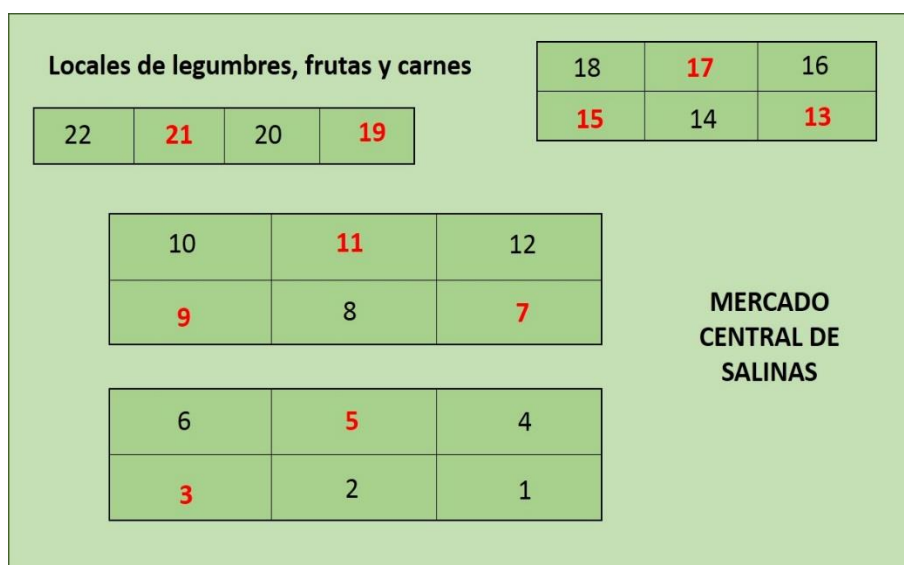 Locales de legumbres, frutas y carnes
18 17 16
15 14 13
22 21 20 19
10 11 12
9 8 7
MERCADO
CENTRAL DE
SALINAS
6 5 4
3 2 1